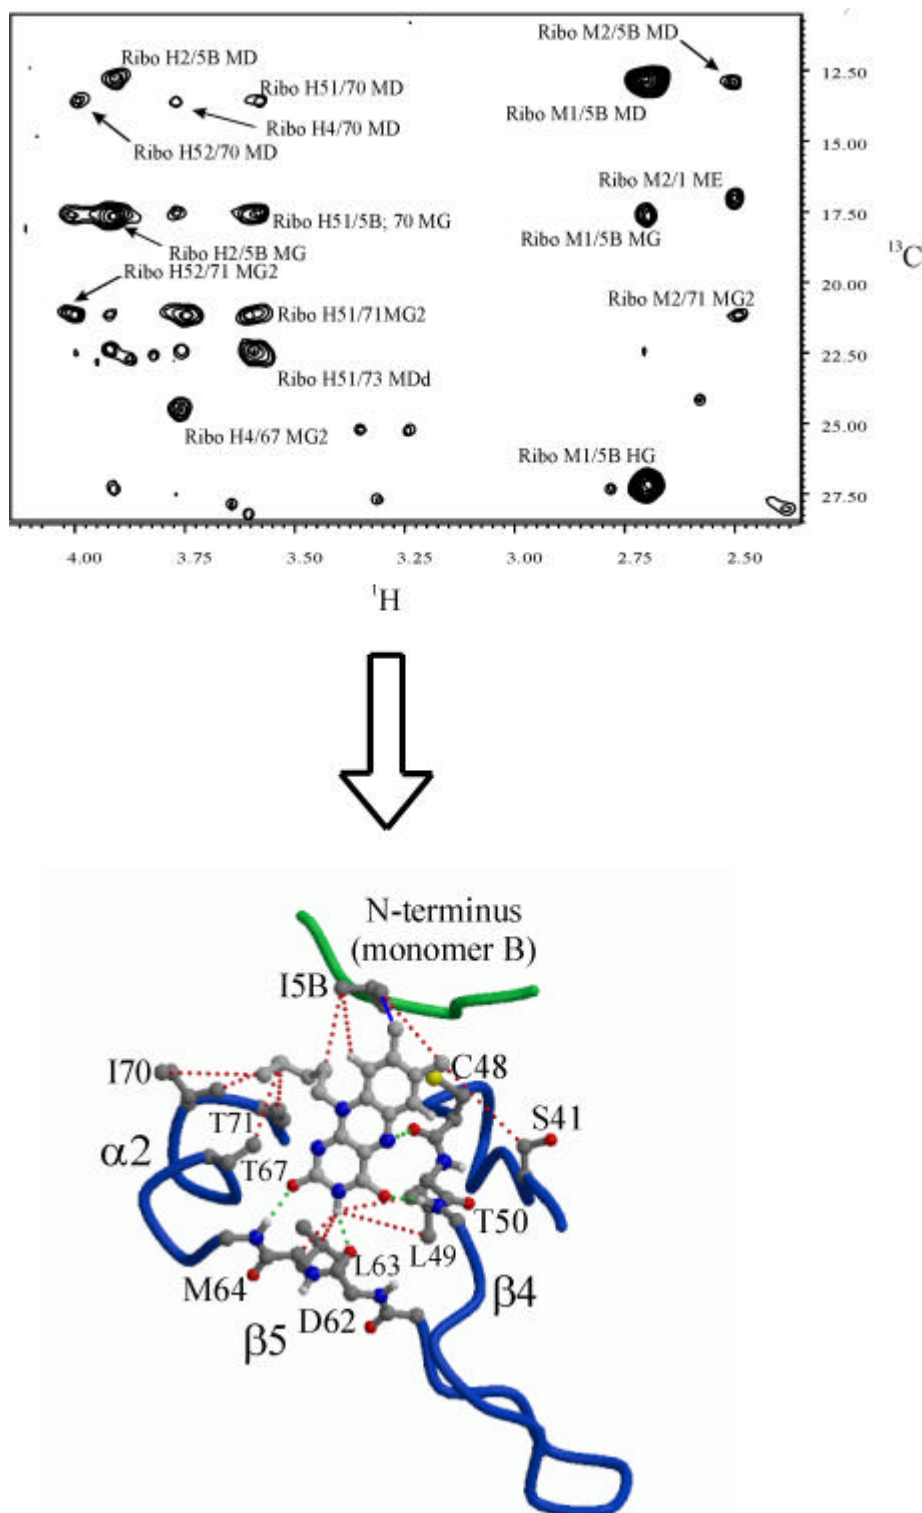 Ribo M2/5B MD
Ribo H2/5B MD
Ribo H51/70 MD
Ribo H4/70 MD
Ribo H52/70 MD
Ribo M1/5B MD
12.50
15.00
Ribo M2/1 ME
Ribo H51/5B; 70 MG
17.50
Ribo H2/5B MG
Ribo M1/5B MG
13C
Ribo H52/71 MG2
Ribo M2/71 MG2
20.00
Ribo H51/71MG2
22.50
Ribo H51/73 MDd
Ribo H4/67 MG2
25.00
Ribo M1/5B HG
27.50
4.00 3.75 3.50 3.25 3.00 2.75 2.50
1H
N-terminus
(monomer B)
I5B
I70
C48
T71
S41
α2
T67
T50
L49
L63
M64
D62
β4
β5